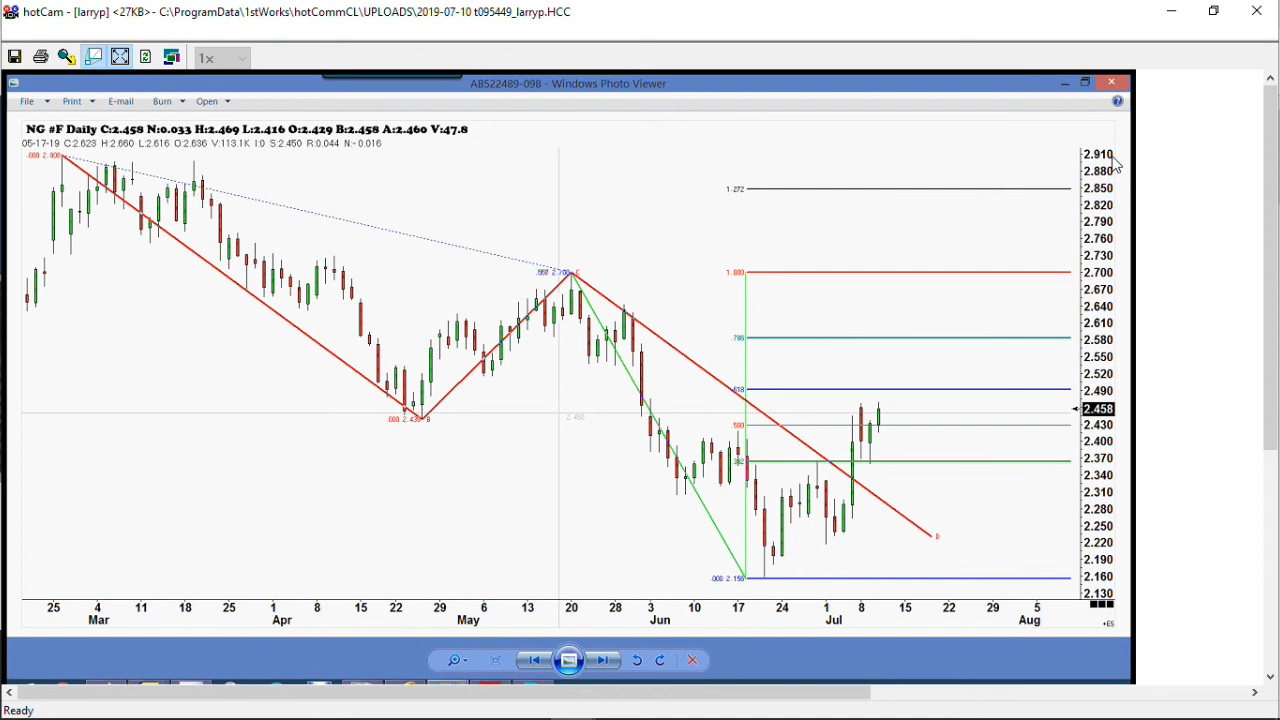 hotCam - [larryp] <27KB>- C:\ProgramData\1stWorks\hotCommCL\UPLOADS\2019-07-10 t095449_larryp.HCC
1x
AB522489-098 - Windows Photo Viewer
File Print E-mail Burn Open
NG #F Daily C:2.458 N:0.033 H:2.469 L:2.416 O:2.429 B:2.458 A:2.460 V:47.8
05-17-19 C:2.623 H:2.660 L:2.616 O:2.636 V:113.1K I:0 S:2.450 R:0.044 N:-0.016
2.910
2.880
1.272 2.850
2.820
2.790
2.760
2.730
C 1.000 2.700
2.670
2.640
2.610
.786 2.580
2.550
2.520
.618 2.490
2.458
B 2.450
.500 2.430
2.400
2.370
2.340
2.310
2.280
2.250
D 2.220
2.190
.000 2.156 2.160
2.130
25 4 11 18 25 1 8 15 22 29 6 13 20 28 3 10 17 24 1 8 15 22 29 5
Mar Apr May Jun Jul Aug
+ES
Ready